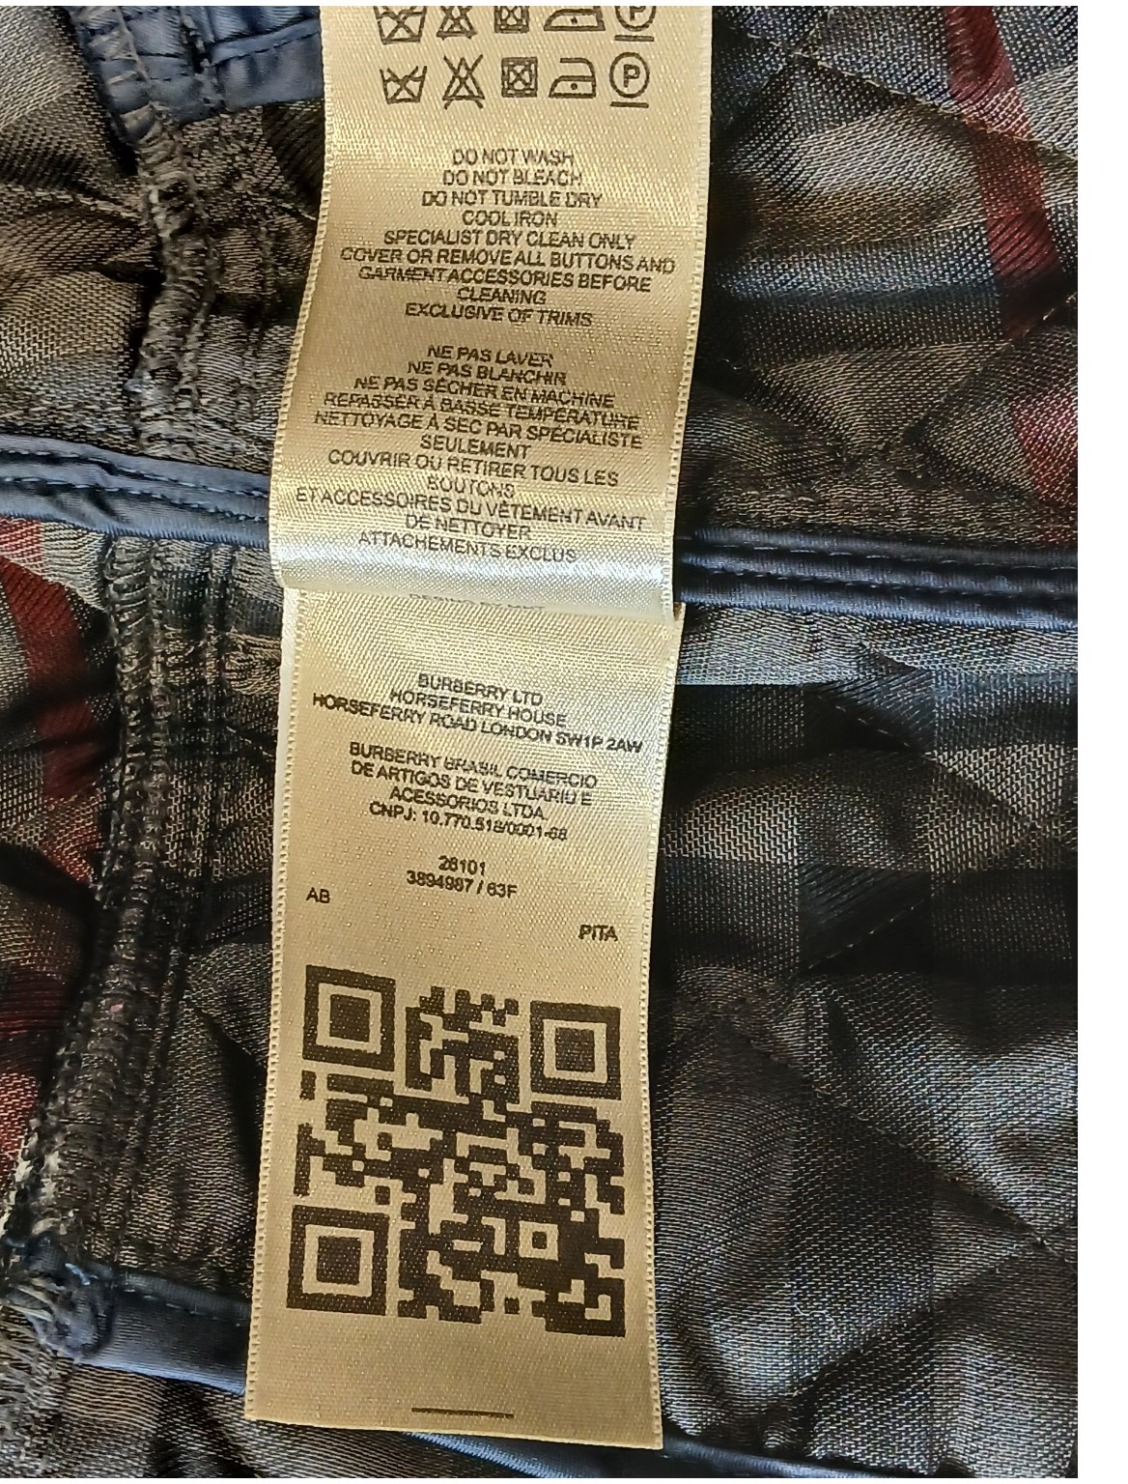 DO NOT WASH
DO NOT BLEACH
DO NOT TUMBLE DRY
COOL IRON
SPECIALIST DRY CLEAN ONLY
COVER OR REMOVE ALL BUTTONS AND
GARMENT ACCESSORIES BEFORE
CLEANING
EXCLUSIVE OF TRIMS
NE PAS LAVER
NE PAS BLANCHIR
NE PAS SÉCHER EN MACHINE
REPASSER À BASSE TEMPÉRATURE
NETTOYAGE À SEC PAR SPÉCIALISTE
SEULEMENT
COUVRIR OU RETIRER TOUS LES
BOUTONS
ET ACCESSOIRES DU VÊTEMENT AVANT
DE NETTOYER
ATTACHEMENTS EXCLUS
BURBERRY LTD
HORSEFERRY HOUSE
HORSEFERRY ROAD LONDON SW1P 2AW
BURBERRY BRASIL COMERCIO
DE ARTIGOS DE VESTUARIU E
ACESSORIOS LTDA.
CNPJ: 10.770.518/0001-68
26101
3894987 / 63F
AB
PITA